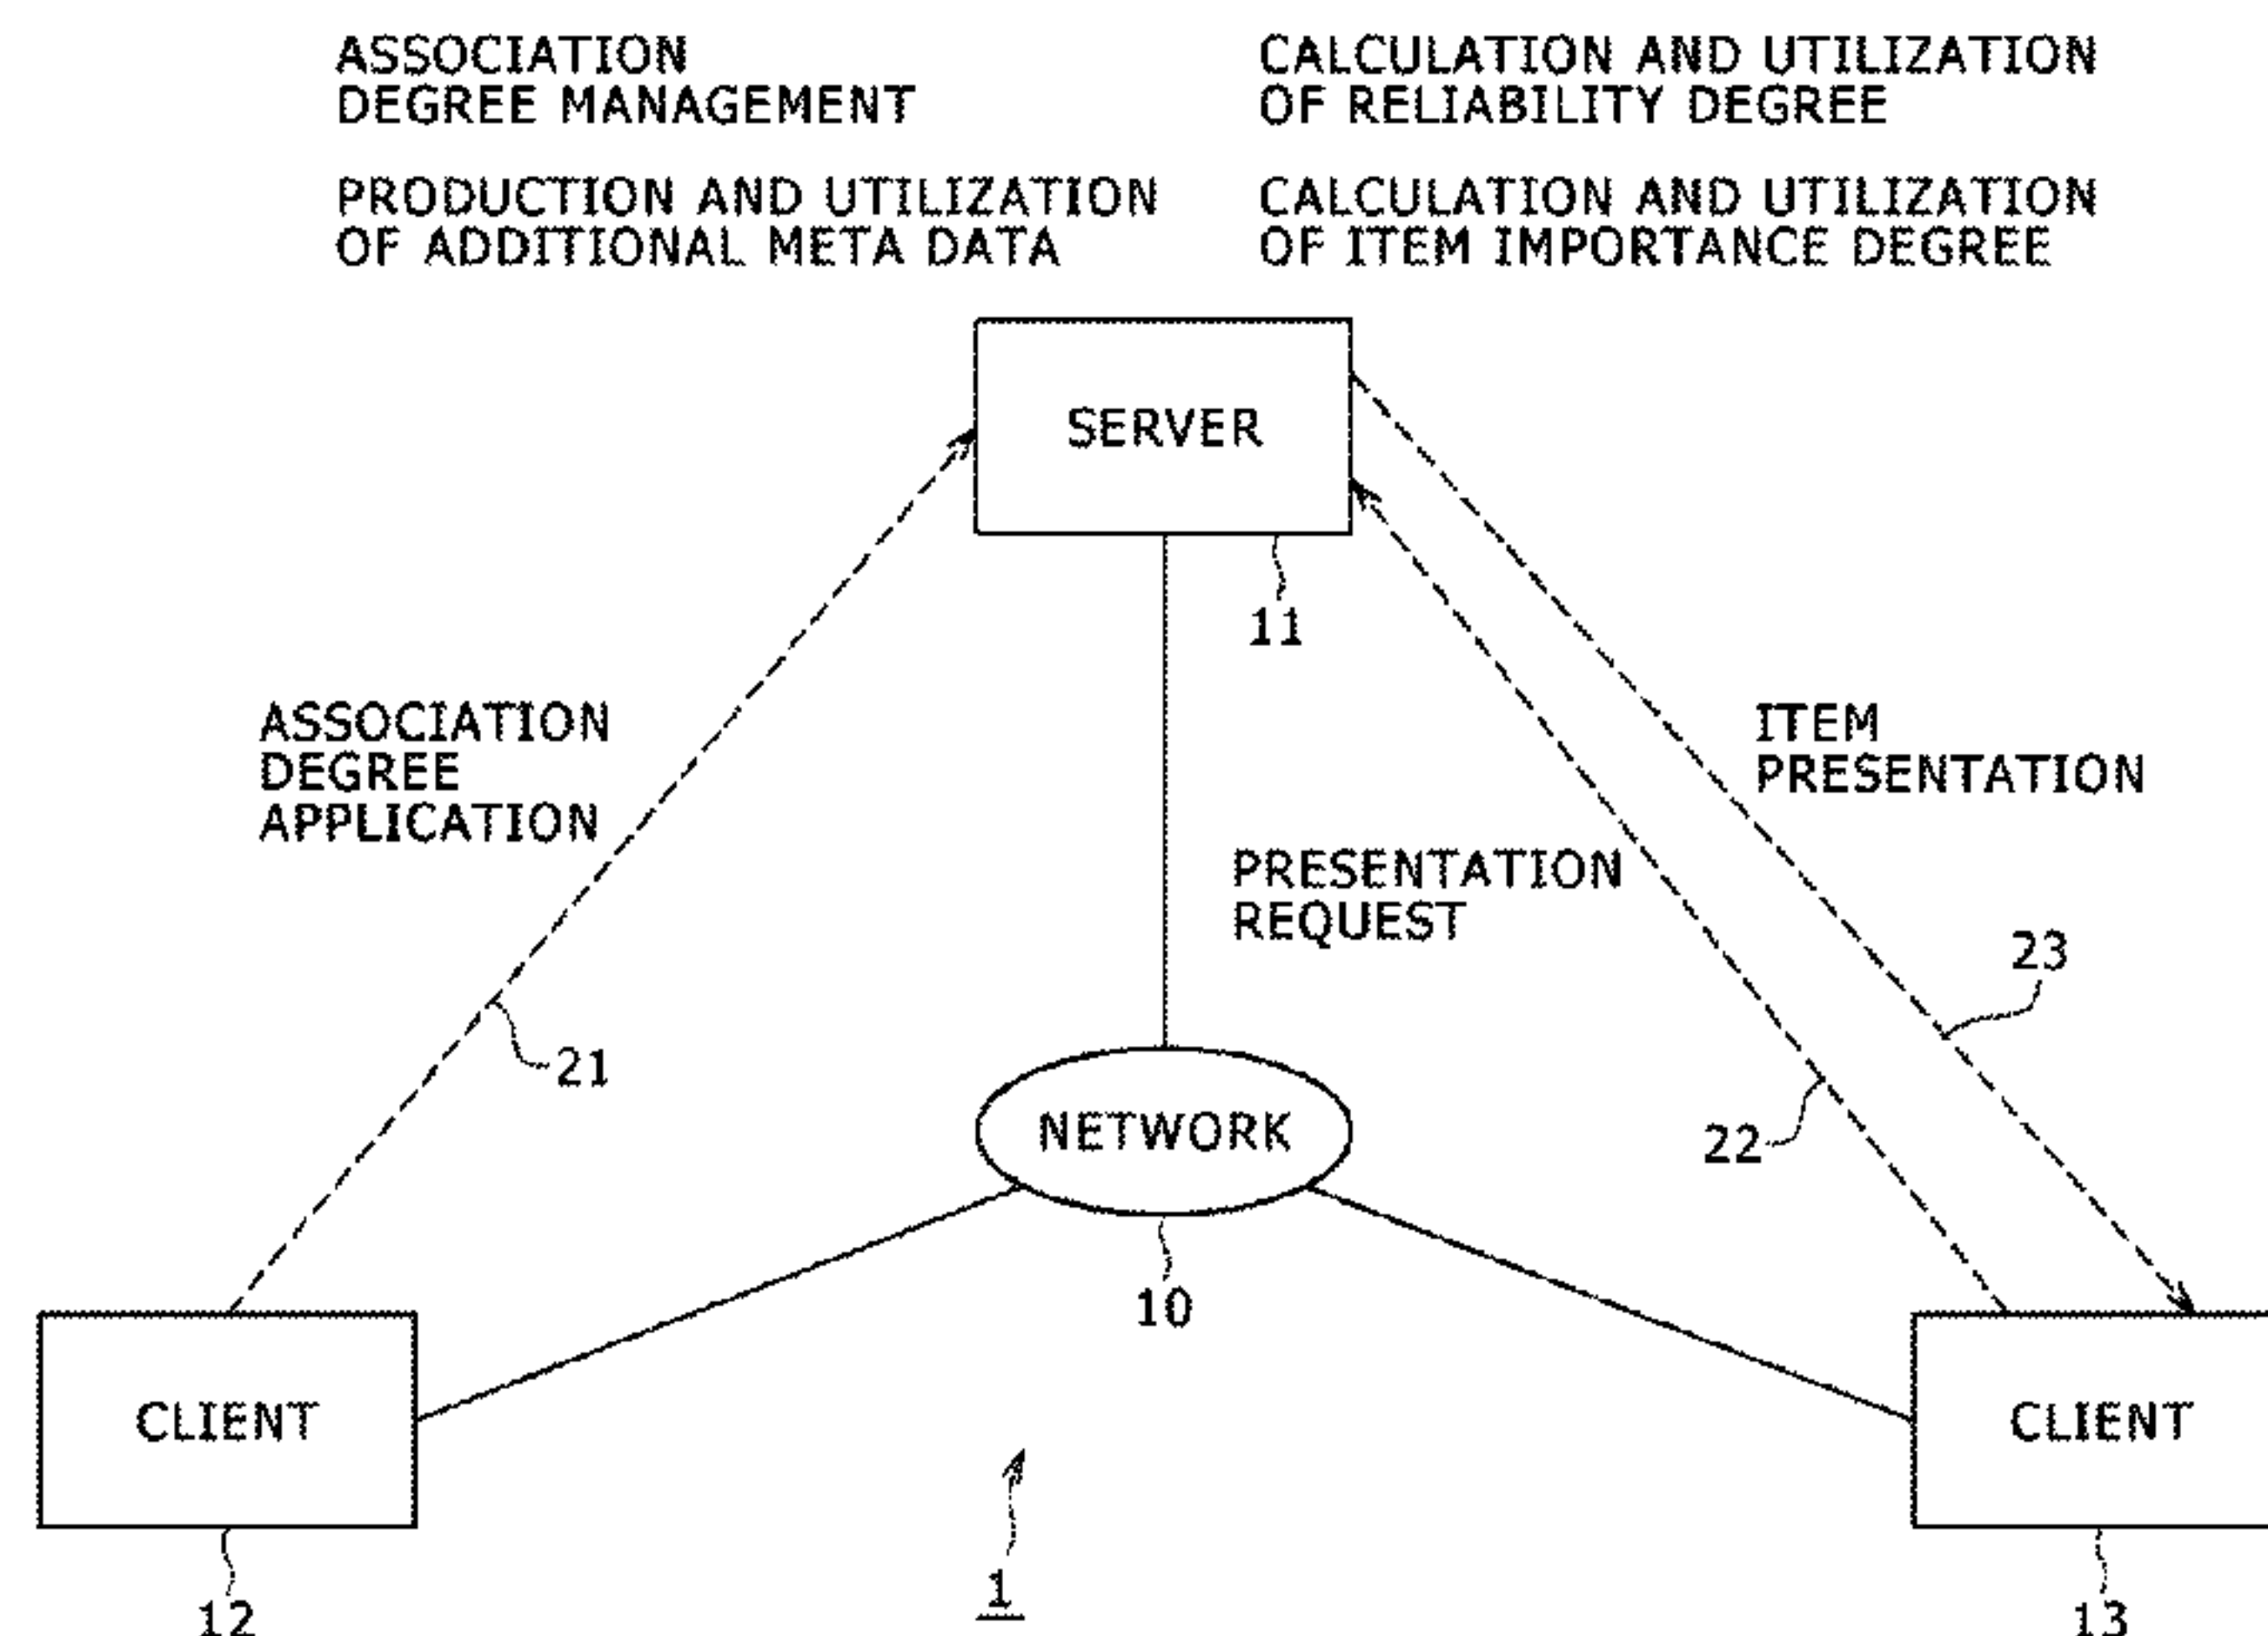 ASSOCIATION
DEGREE MANAGEMENT
PRODUCTION AND UTILIZATION
OF ADDITIONAL META DATA
CALCULATION AND UTILIZATION
OF RELIABILITY DEGREE
CALCULATION AND UTILIZATION
OF ITEM IMPORTANCE DEGREE
SERVER
11
ASSOCIATION
DEGREE
APPLICATION
ITEM
PRESENTATION
PRESENTATION
REQUEST
23
21
NETWORK
22
10
CLIENT
CLIENT
1
12
13